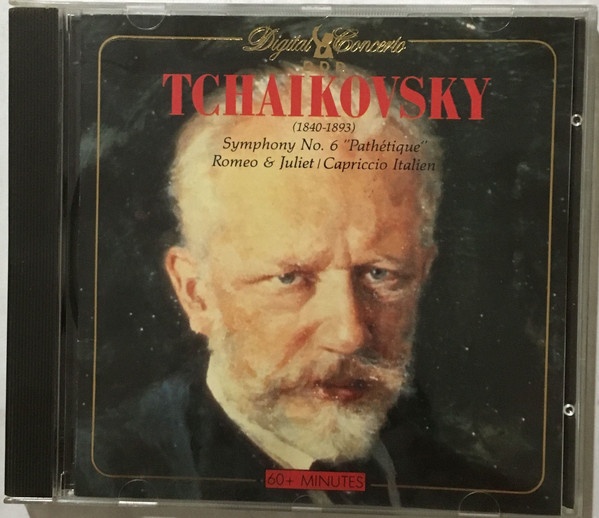 Digital Concerto
DDD
TCHAIKOVSKY
(1840-1893)
Symphony No. 6 "Pathétique"
Romeo & Juliet | Capriccio Italien
60+ MINUTES